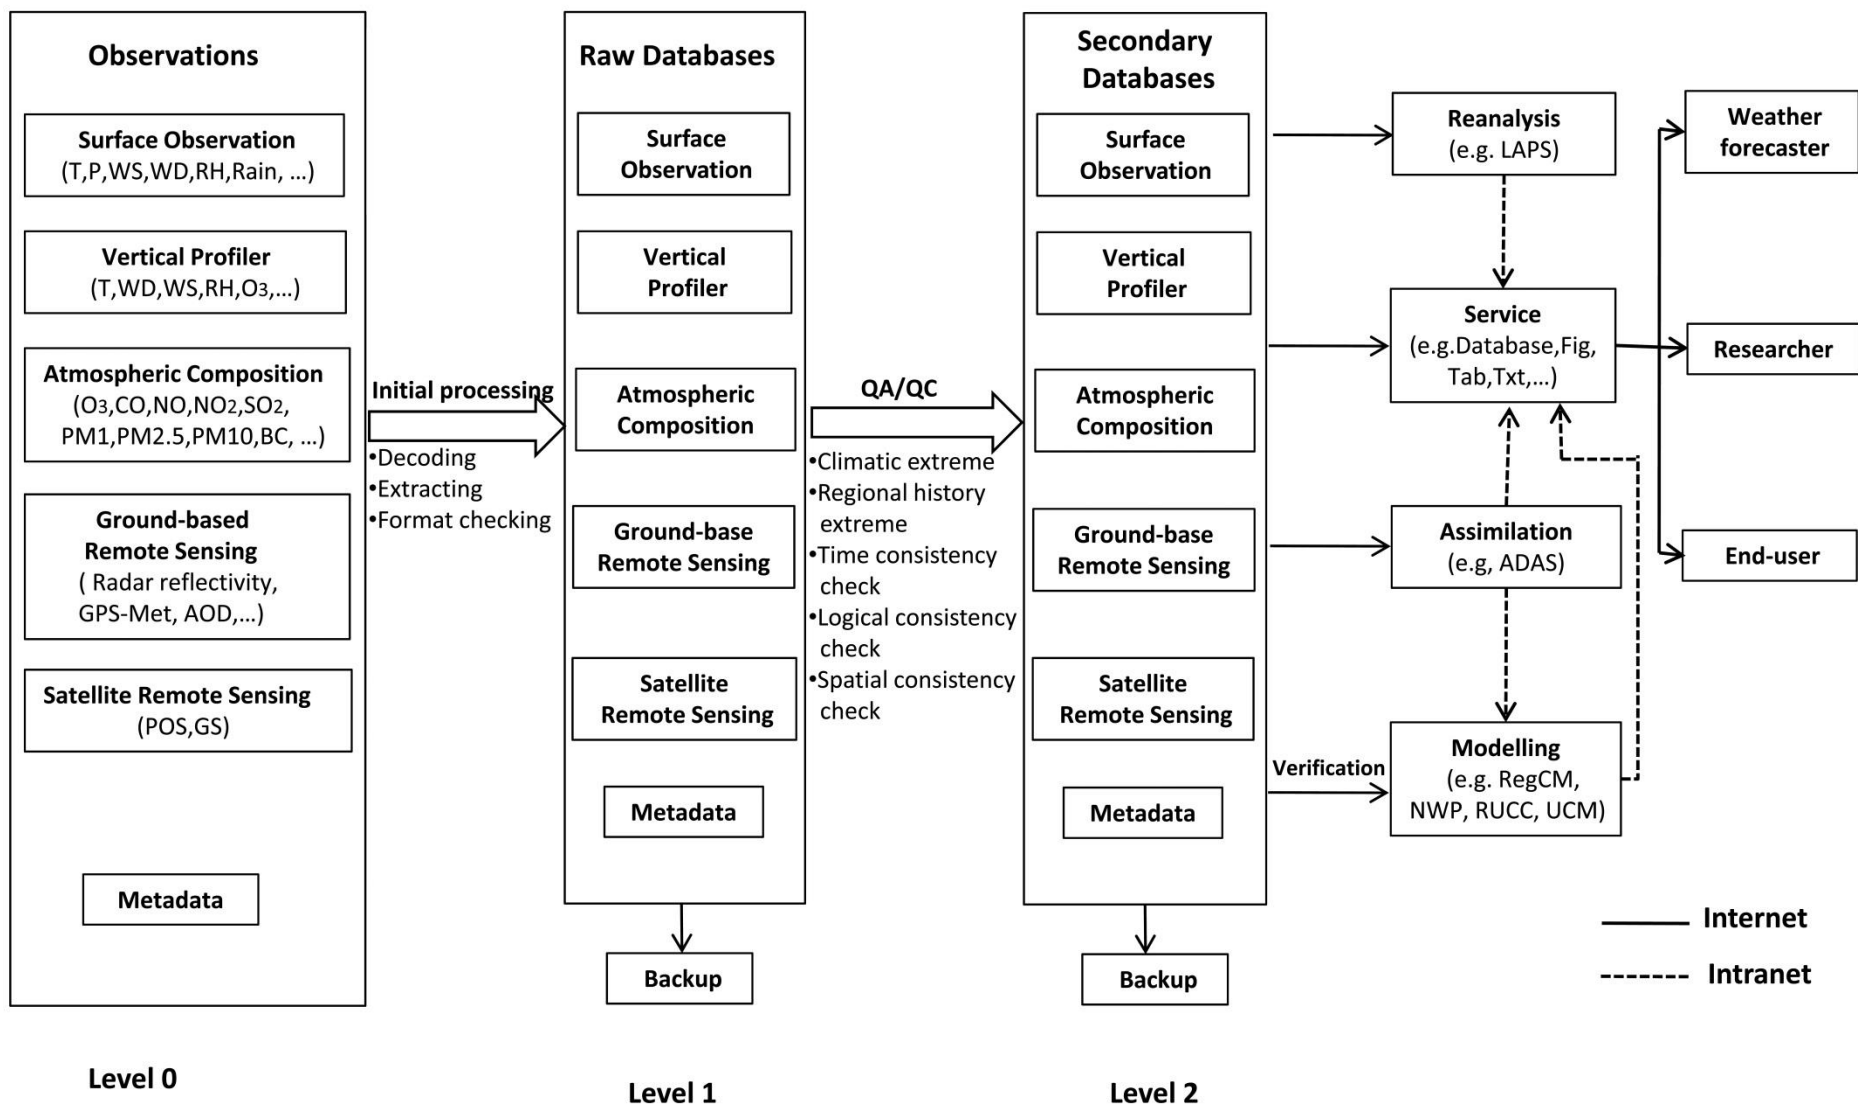 Observations
Surface Observation
(T,P,WS,WD,RH,Rain, ...)
Vertical Profiler
(T,WD,WS,RH,O3,...)
Atmospheric Composition
(O3,CO,NO,NO2,SO2,
PM1,PM2.5,PM10,BC, ...)
Ground-based
Remote Sensing
( Radar reflectivity,
GPS-Met, AOD,...)
Satellite Remote Sensing
(POS,GS)
Metadata
Level 0
Initial processing
•Decoding
•Extracting
•Format checking
Raw Databases
Surface
Observation
Vertical
Profiler
Atmospheric
Composition
Ground-base
Remote Sensing
Satellite
Remote Sensing
Metadata
Backup
Level 1
QA/QC
•Climatic extreme
•Regional history
extreme
•Time consistency
check
•Logical consistency
check
•Spatial consistency
check
Secondary
Databases
Surface
Observation
Vertical
Profiler
Atmospheric
Composition
Ground-base
Remote Sensing
Satellite
Remote Sensing
Metadata
Backup
Level 2
Verification
Reanalysis
(e.g. LAPS)
Service
(e.g.Database,Fig,
Tab,Txt,...)
Assimilation
(e.g, ADAS)
Modelling
(e.g. RegCM,
NWP, RUCC, UCM)
Weather
forecaster
Researcher
End-user
Internet
Intranet